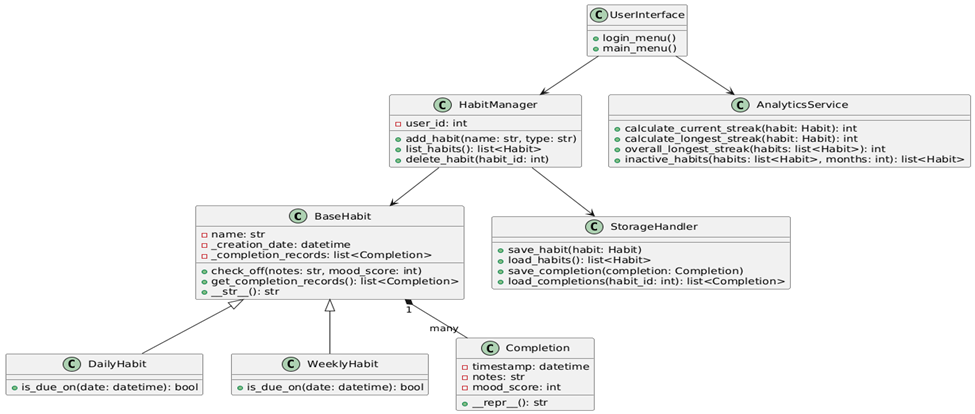 C UserInterface
login_menu()
main_menu()
C HabitManager
user_id: int
add_habit(name: str, type: str)
list_habits(): list<Habit>
delete_habit(habit_id: int)
C AnalyticsService
calculate_current_streak(habit: Habit): int
calculate_longest_streak(habit: Habit): int
overall_longest_streak(habits: list<Habit>): int
inactive_habits(habits: list<Habit>, months: int): list<Habit>
C BaseHabit
name: str
_creation_date: datetime
_completion_records: list<Completion>
check_off(notes: str, mood_score: int)
get_completion_records(): list<Completion>
__str__(): str
C StorageHandler
save_habit(habit: Habit)
load_habits(): list<Habit>
save_completion(completion: Completion)
load_completions(habit_id: int): list<Completion>
1
many
C DailyHabit
is_due_on(date: datetime): bool
C WeeklyHabit
is_due_on(date: datetime): bool
C Completion
timestamp: datetime
notes: str
mood_score: int
__repr__(): str